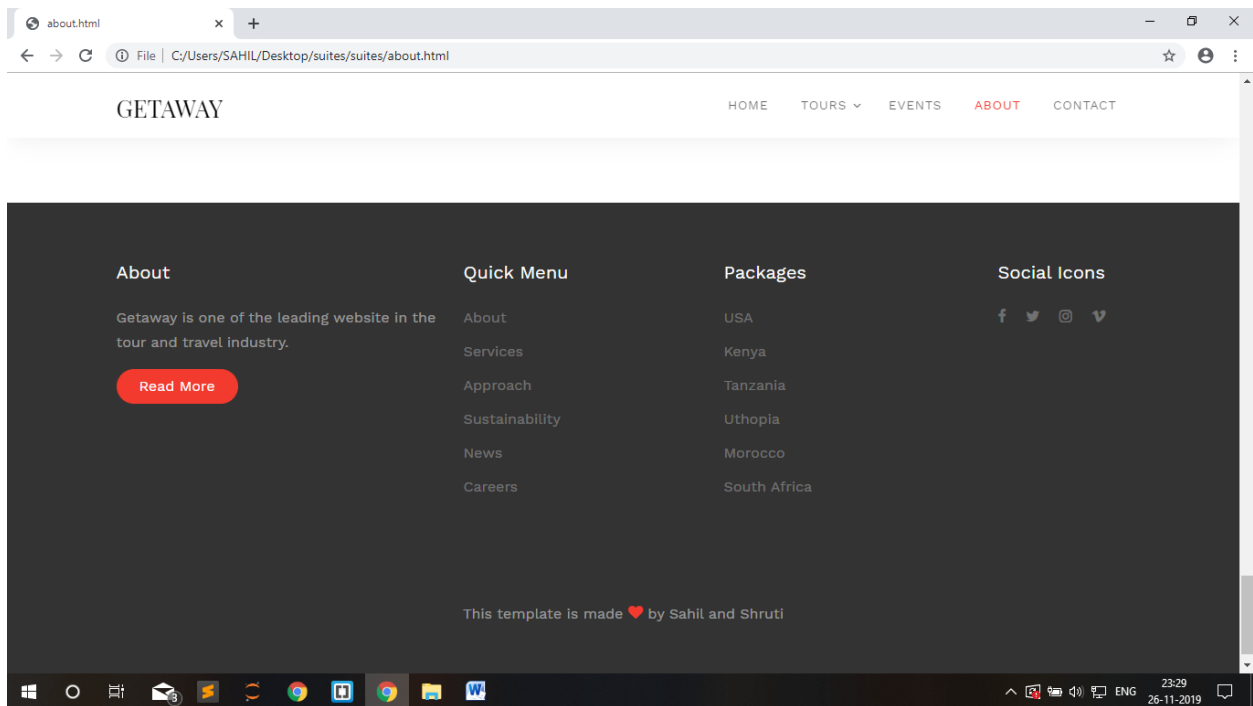 about.html
File | C:/Users/SAHIL/Desktop/suites/suites/about.html
GETAWAY
HOME TOURS EVENTS ABOUT CONTACT
About
Getaway is one of the leading website in the
tour and travel industry.
Read More
Quick Menu
About
Services
Approach
Sustainability
News
Careers
Packages
USA
Kenya
Tanzania
Uthopia
Morocco
South Africa
Social Icons
This template is made by Sahil and Shruti
3
W
ENG
23:29
26-11-2019